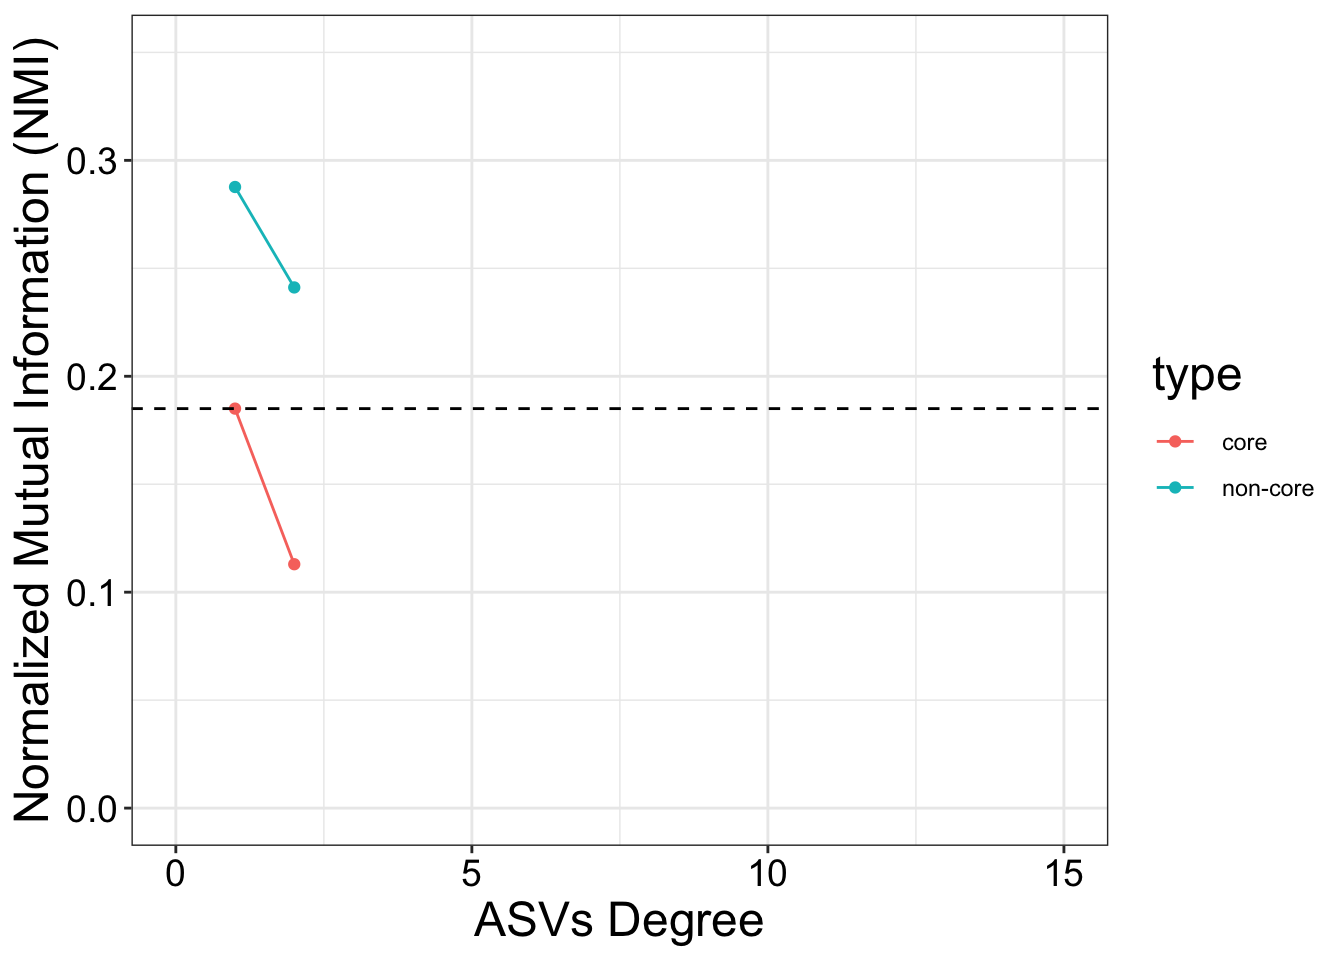 Normalized Mutual Information (NMI)
0.3
0.2
0.1
0.0
0
5
10
15
ASVs Degree
type
core
non-core